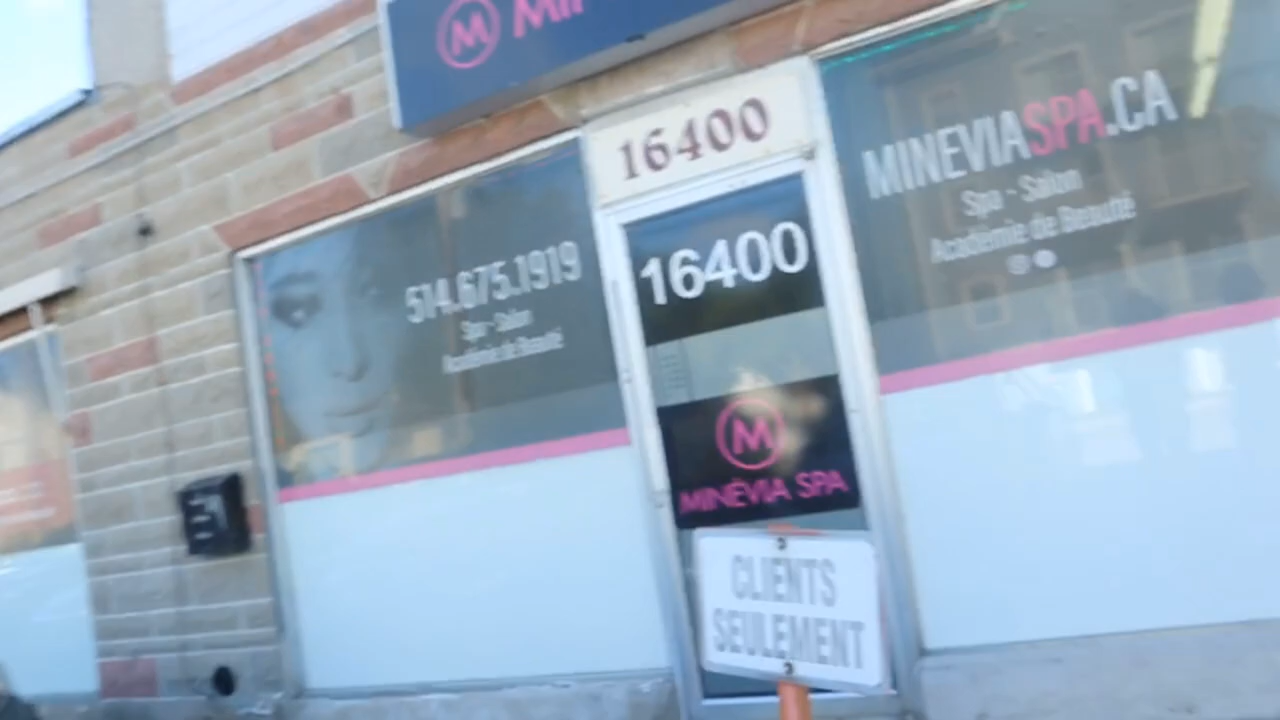 M
16400
514.675.1919
Spa - Salon
Académie de Beauté
16400
MINEVIASPA.CA
Spa - Salon
Académie de Beauté
M
MINÉVIA SPA
CLIENTS
SEULEMENT